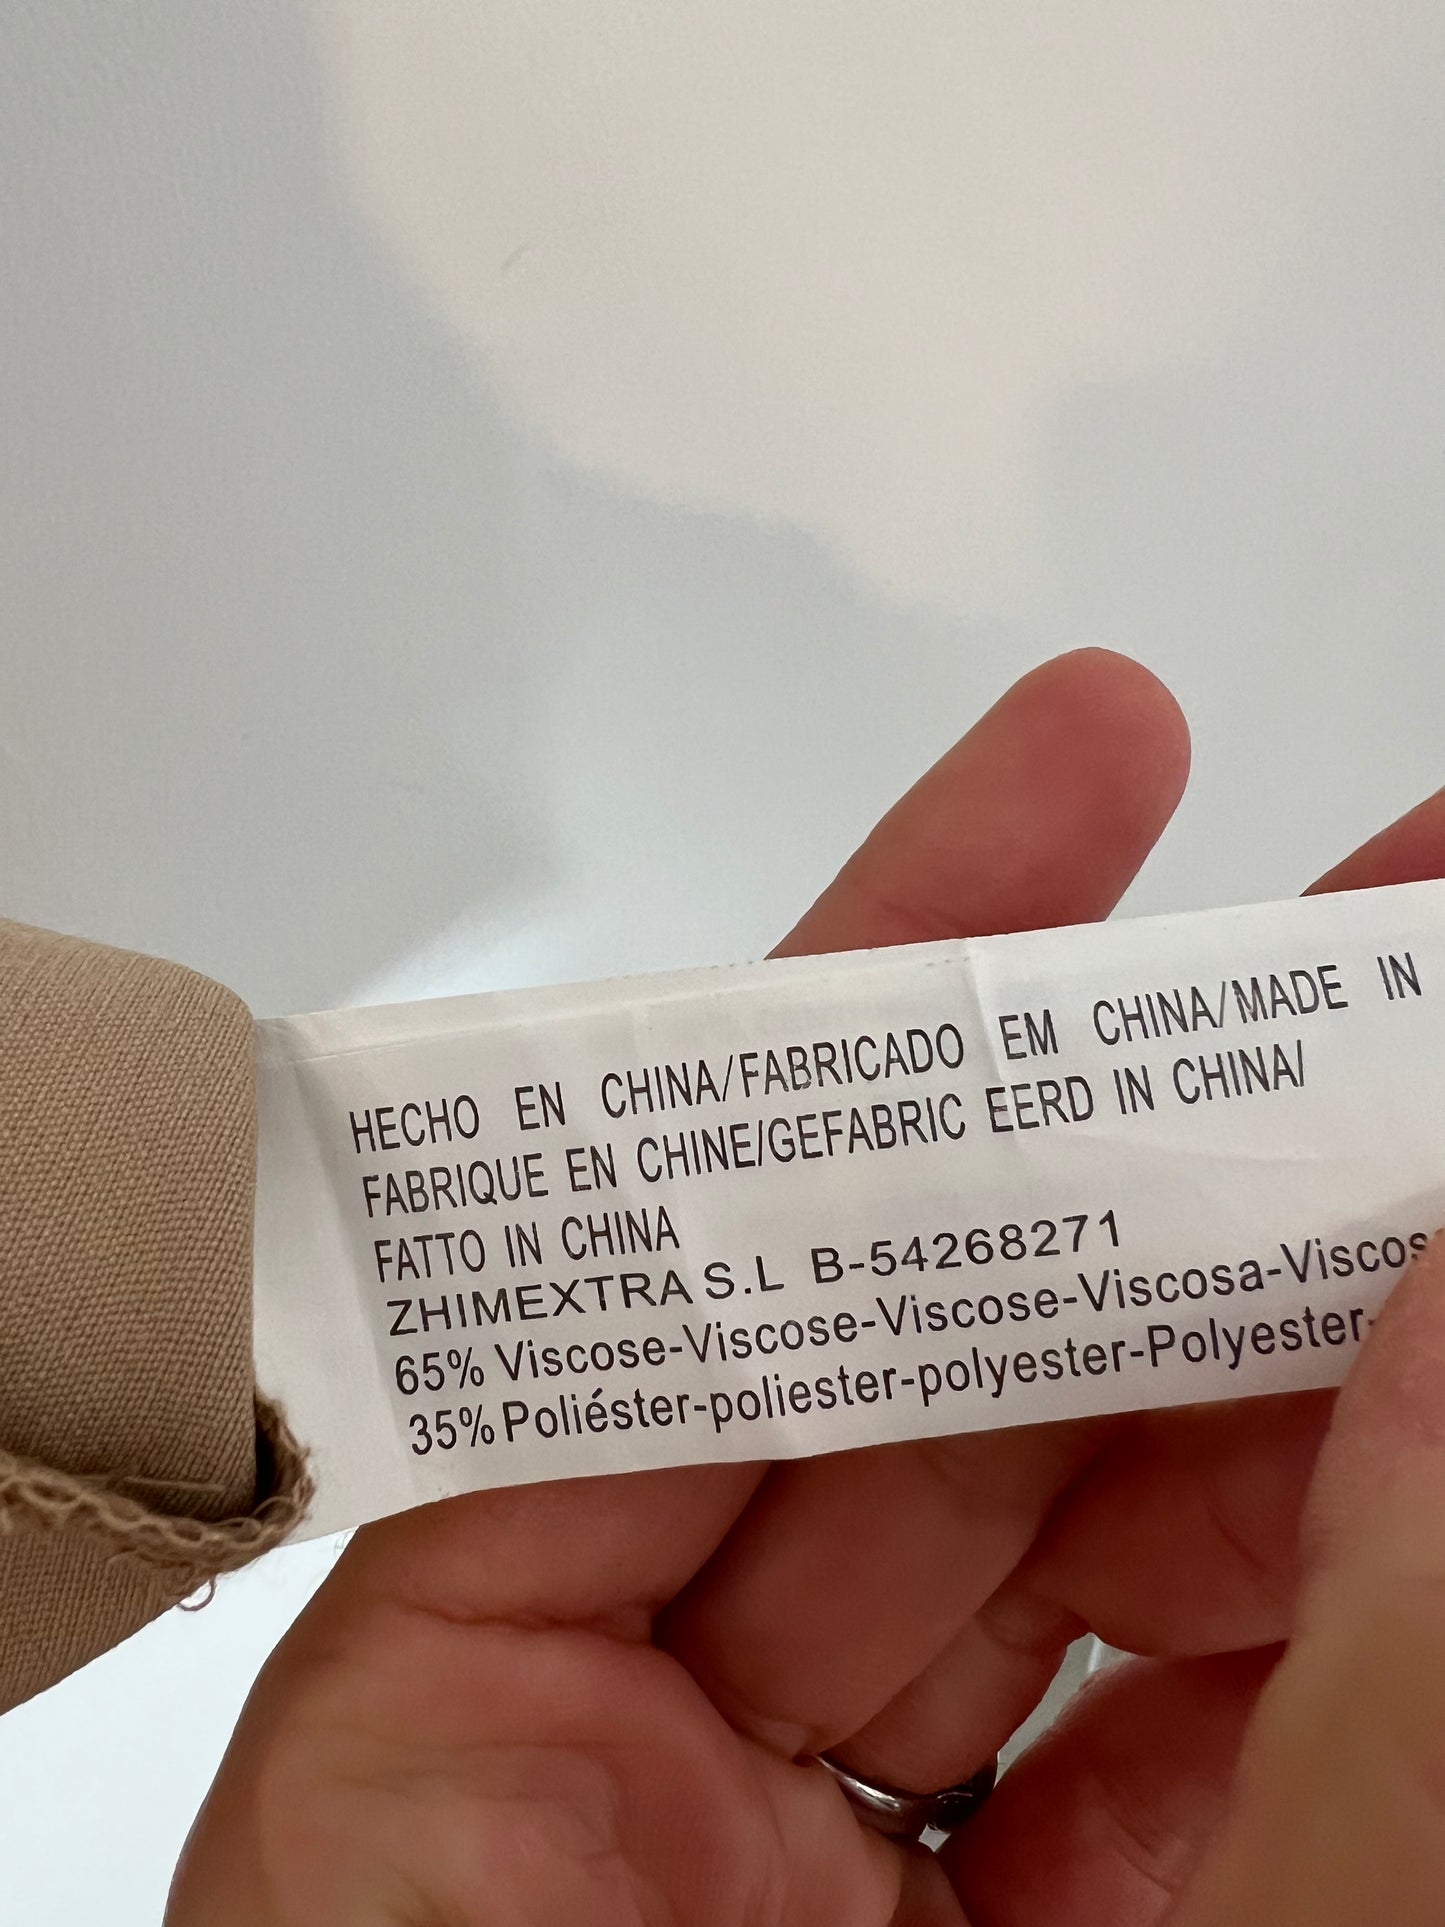 HECHO EN CHINA/FABRICADO EM CHINA/MADE IN
FABRIQUE EN CHINE/GEFABRIC EERD IN CHINA/
FATTO IN CHINA
ZHIMEXTRA S.L B-54268271
65% Viscose-Viscose-Viscose-Viscosa-Viscos
35% Poliéster-poliester-polyester-Polyester-